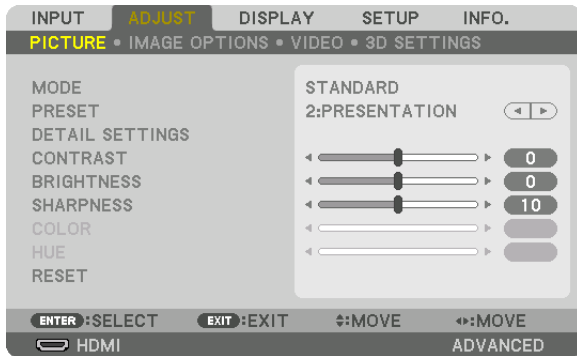 INPUT ADJUST DISPLAY SETUP INFO.
PICTURE • IMAGE OPTIONS • VIDEO • 3D SETTINGS
MODE STANDARD
PRESET 2:PRESENTATION
DETAIL SETTINGS
CONTRAST 0
BRIGHTNESS 0
SHARPNESS 10
COLOR
HUE
RESET
ENTER:SELECT EXIT:EXIT :MOVE :MOVE
HDMI ADVANCED